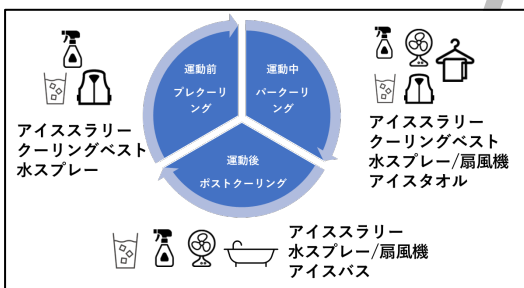 運動前
プレクーリ
ング
運動中
パークーリ
ング
運動後
ポストクーリング
アイススラリー
クーリングベスト
水スプレー
アイススラリー
クーリングベスト
水スプレー/扇風機
アイスタオル
アイススラリー
水スプレー/扇風機
アイスバス